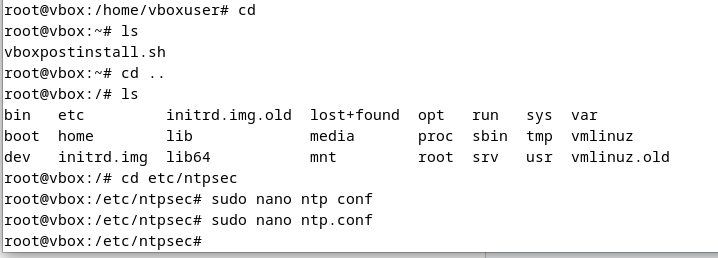 root@vbox:/home/vboxuser# cd
root@vbox:~# ls
vboxpostinstall.sh
root@vbox:~# cd ..
root@vbox:/# ls
bin   etc         initrd.img.old  lost+found  opt   run   sys  var
boot  home        lib             media       proc  sbin  tmp  vmlinuz
dev   initrd.img  lib64           mnt         root  srv   usr  vmlinuz.old
root@vbox:/# cd etc/ntpsec
root@vbox:/etc/ntpsec# sudo nano ntp conf
root@vbox:/etc/ntpsec# sudo nano ntp.conf
root@vbox:/etc/ntpsec#